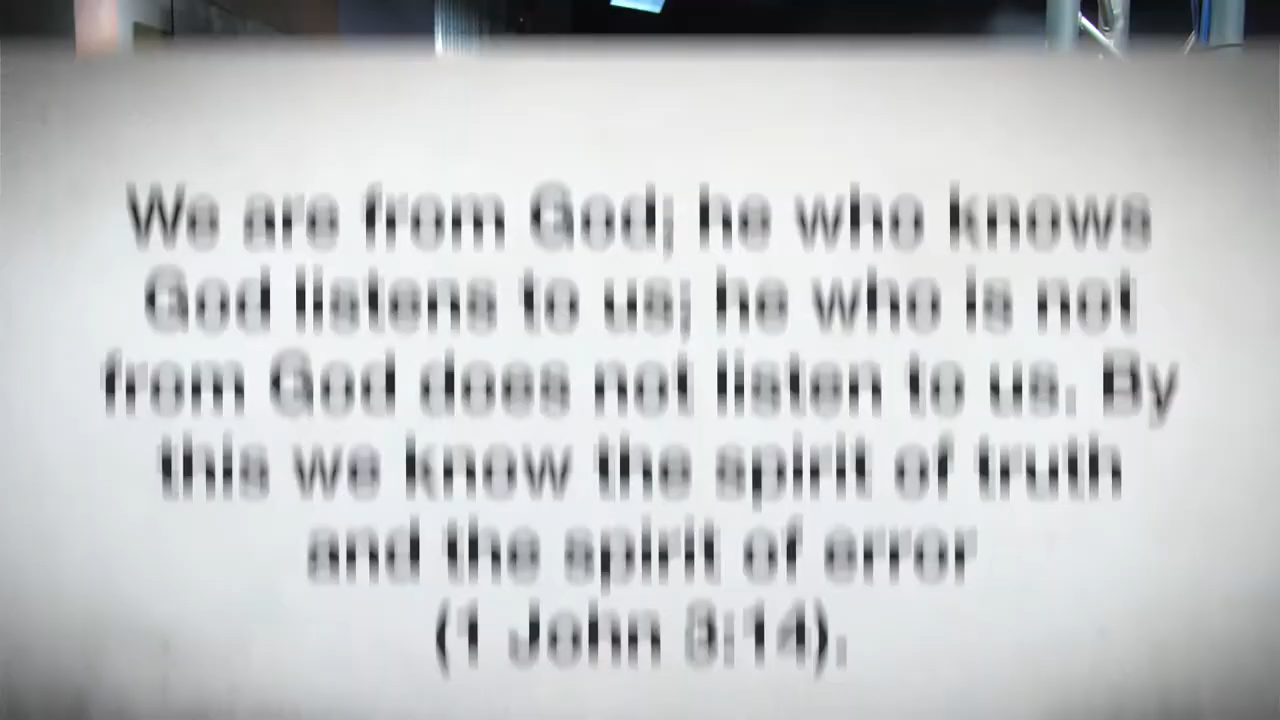 We are from God; he who knows
God listens to us; he who is not
from God does not listen to us. By
this we know the spirit of truth
and the spirit of error
(1 John